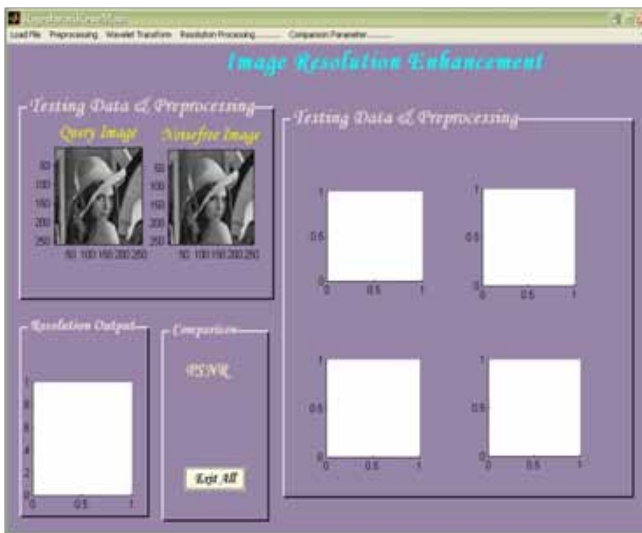 Load File Preprocessing Wavelet Transform Resolution Processing............ Comparison Parameter............
Image Resolution Enhancement
Testing Data & Preprocessing
Query Image Noisefree Image
50
100
150
200
250
50 100 150 200 250
50
100
150
200
250
50 100 150 200 250
Testing Data & Preprocessing
1
0.5
0
0 0.5 1
1
0.5
0
0 0.5 1
1
0.5
0
0 0.5 1
1
0.5
0
0 0.5 1
Resolution Output
1
8
6
4
2
0
0 0.5 1
Comparison
PSNR
Exit All